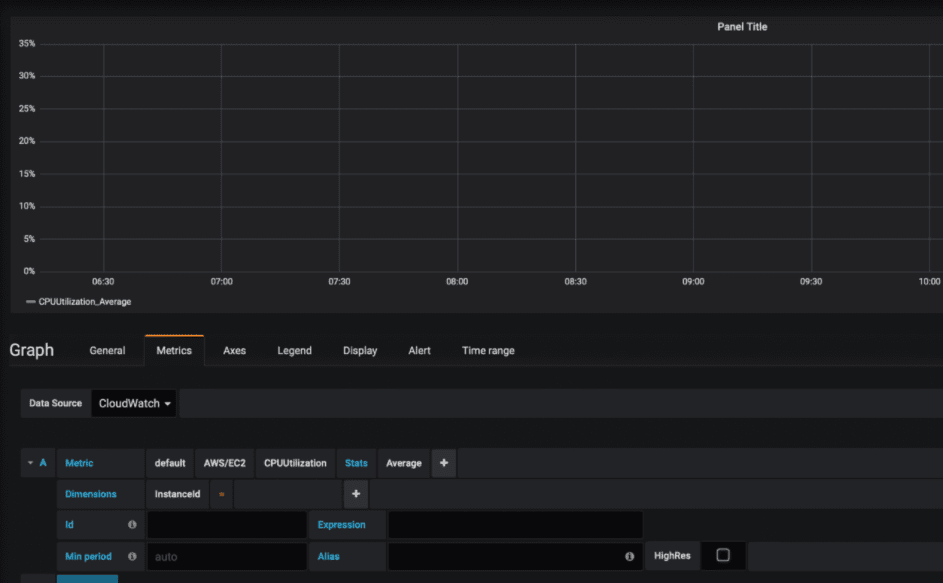 Panel Title
35%
30%
25%
20%
15%
10%
5%
0%
06:30 07:00 07:30 08:00 08:30 09:00 09:30 10:00
CPUUtilization_Average
Graph General Metrics Axes Legend Display Alert Time range
Data Source CloudWatch
A Metric default AWS/EC2 CPUUtilization Stats Average +
Dimensions InstanceId = +
Id Expression
Min period auto Alias HighRes